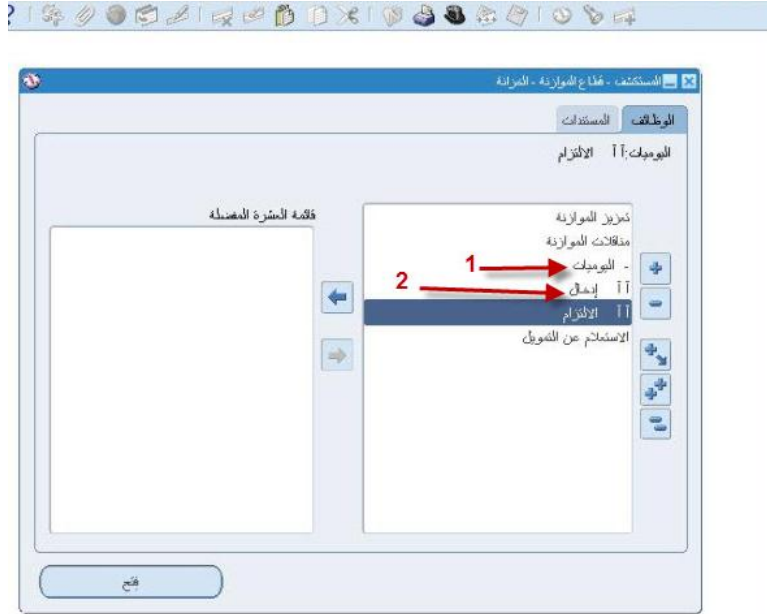 ?
المستكشف - قطاع الموازنة - الخزانة
الوظائف
المستندات
اليوميات:آ آ الالتزام
قائمة العشرة المفضلة
تعزيز الموازنة
مناقلات الموازنة
- اليوميات
1
آ آ إدخال
2
آ آ الالتزام
الاستعلام عن التمويل
فتح